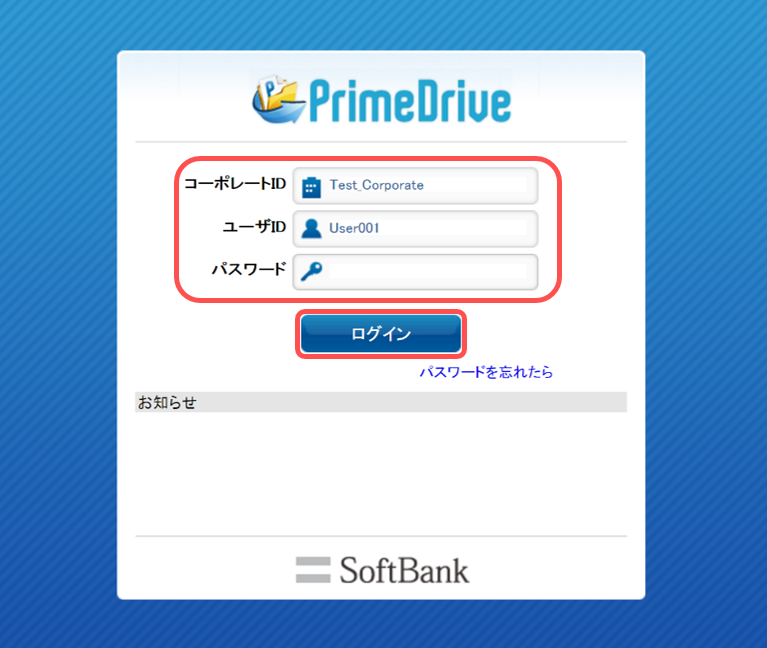 PrimeDrive
コーポレートID Test_Corporate
ユーザID User001
パスワード
ログイン
パスワードを忘れたら
お知らせ
SoftBank